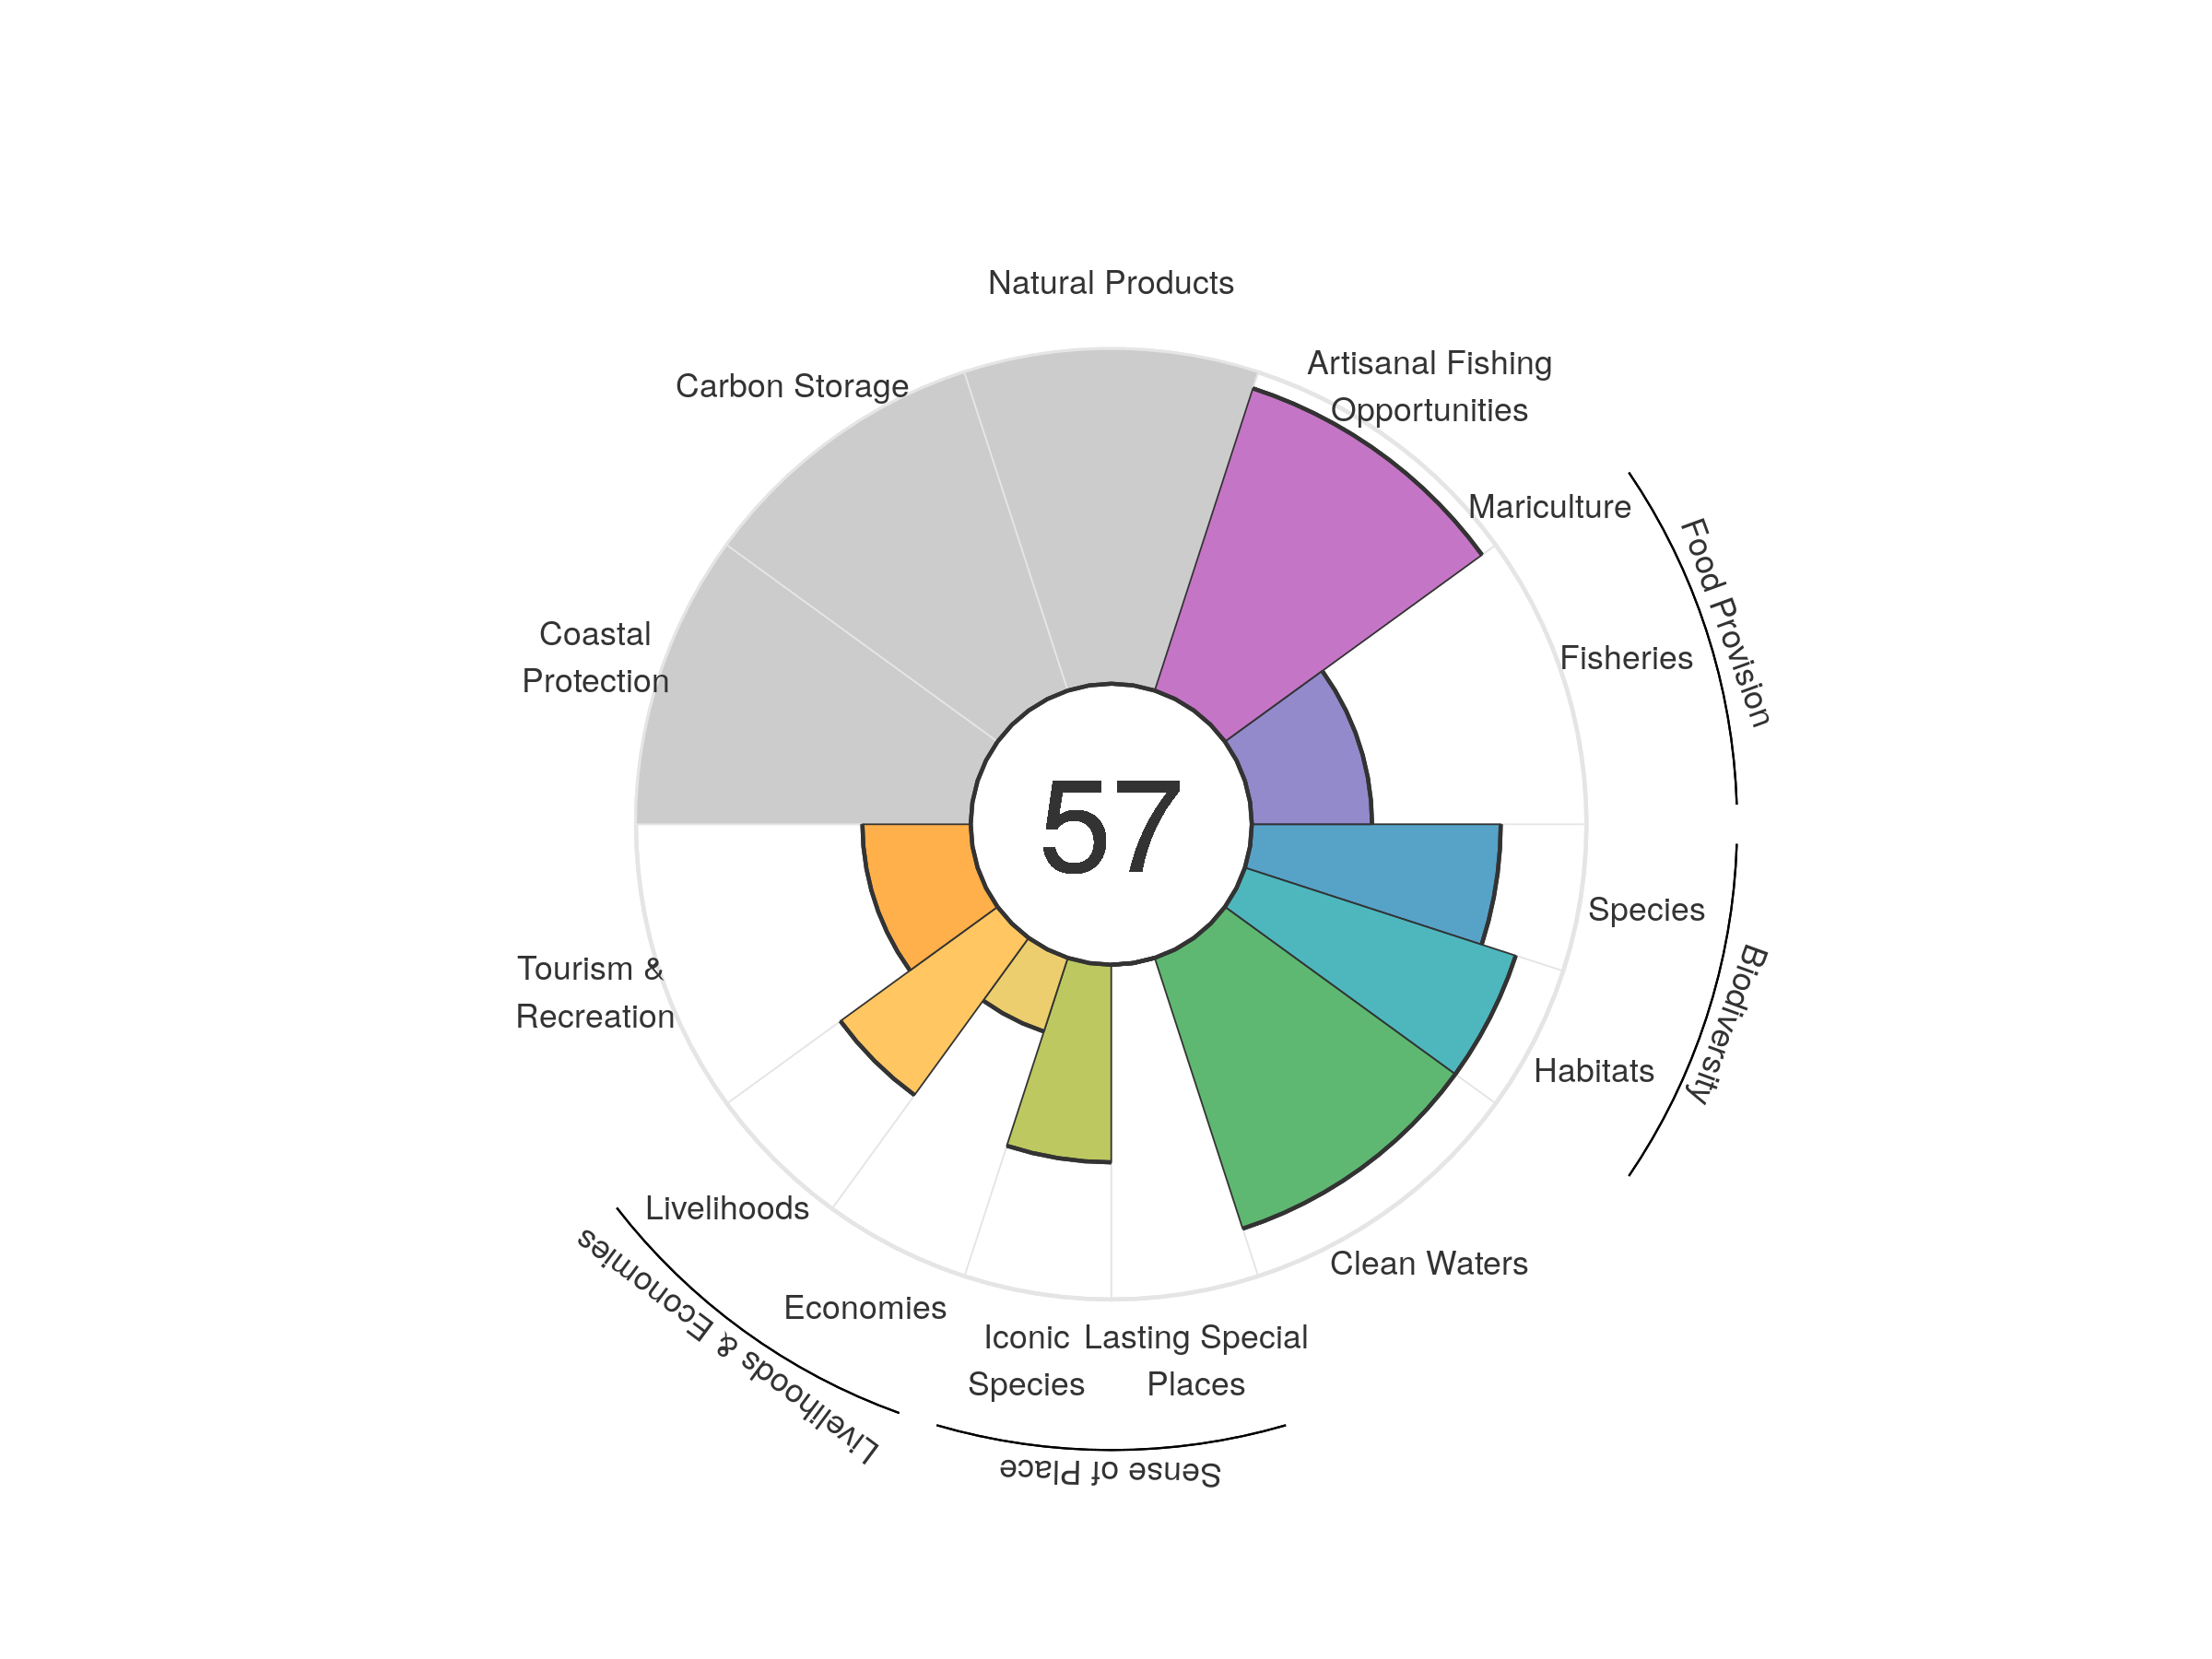 Natural Products
Artisanal Fishing
Opportunities
Carbon Storage
Mariculture
Food Provision
Coastal
Protection
Fisheries
57
Species
Biodiversity
Tourism &
Recreation
Habitats
Livelihoods
Clean Waters
Livelihoods & Economies
Economies
Iconic
Species
Lasting Special
Places
Sense of Place